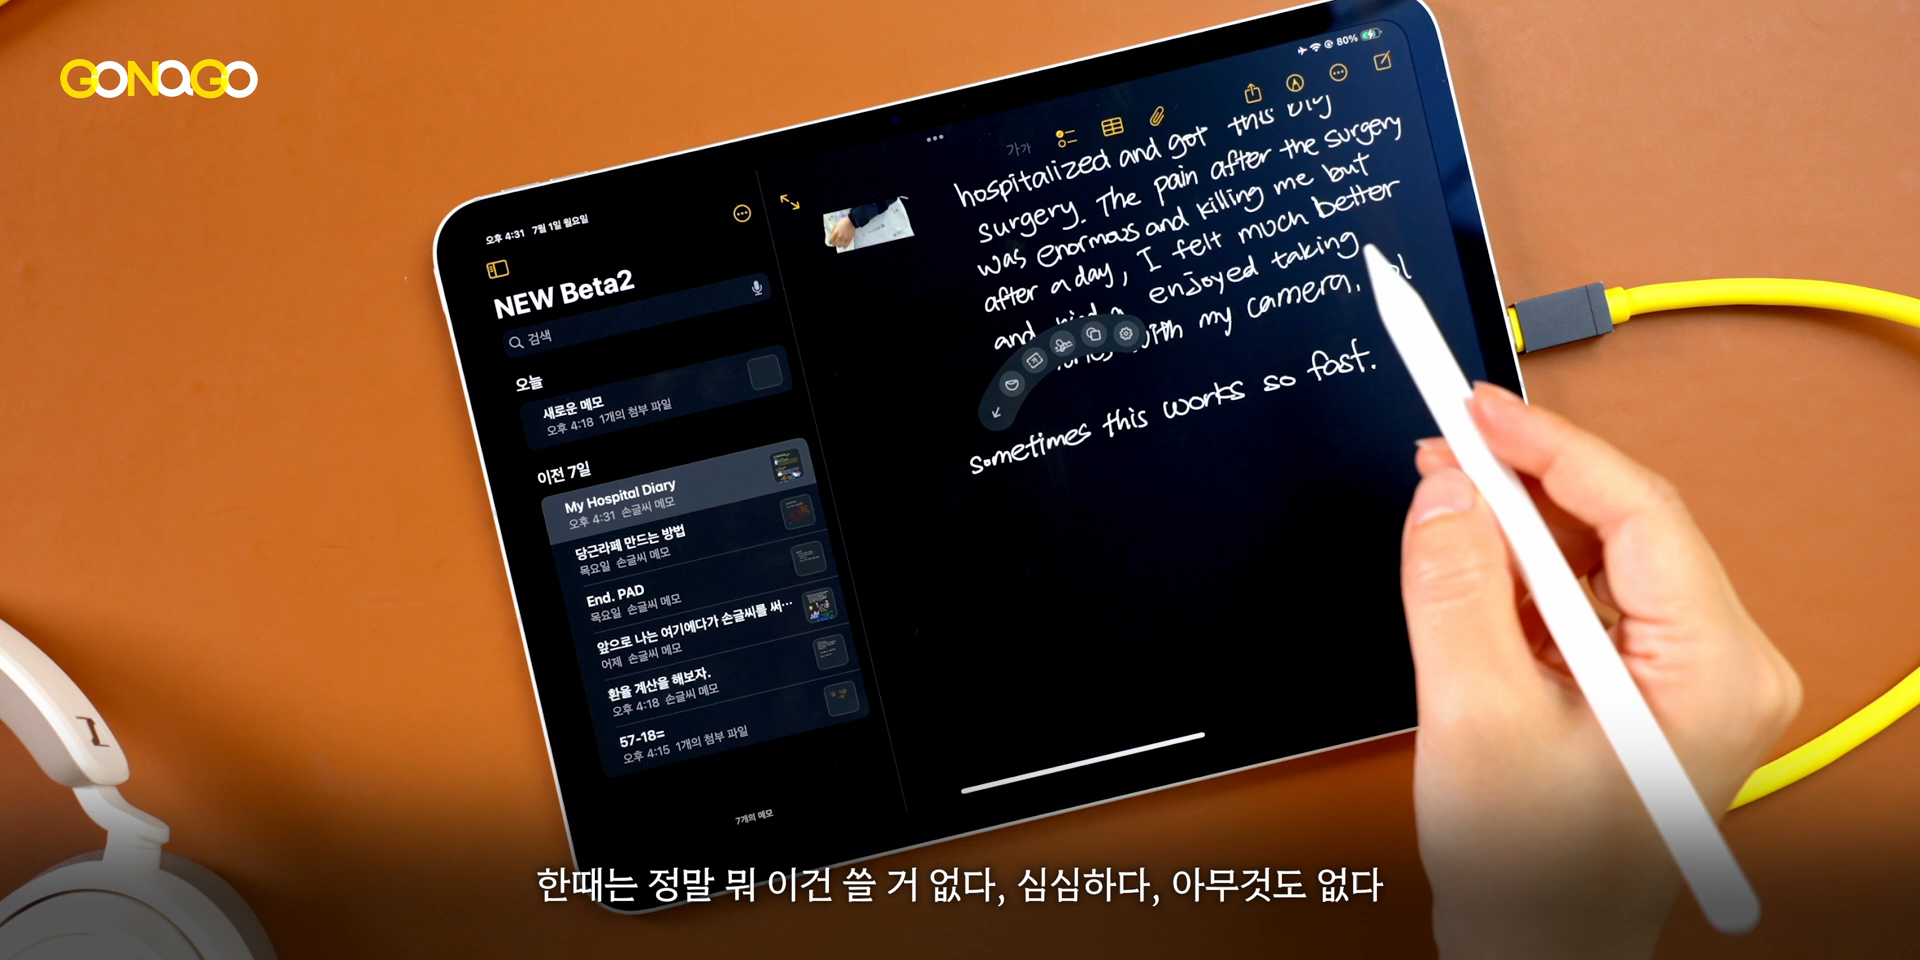 GONOGO
오후 4:31 7월 1일 월요일
80%
NEW Beta2
검색
오늘
새로운 메모
오후 4:18 1개의 첨부 파일
이전 7일
My Hospital Diary
오후 4:31 손글씨 메모
당근라페 만드는 방법
목요일 손글씨 메모
End. PAD
목요일 손글씨 메모
앞으로 나는 여기에다가 손글씨를 써…
어제 손글씨 메모
환율 계산을 해보자.
오후 4:18 손글씨 메모
57-18=
오후 4:15 1개의 첨부 파일
7개의 메모
가가
hospitalized and got this big
surgery. The pain after the surgery
was enormous and killing me but
after a day, I felt much better
and enjoyed taking
with my camera.
sometimes this works so fast.
한때는 정말 뭐 이건 쓸 거 없다, 심심하다, 아무것도 없다